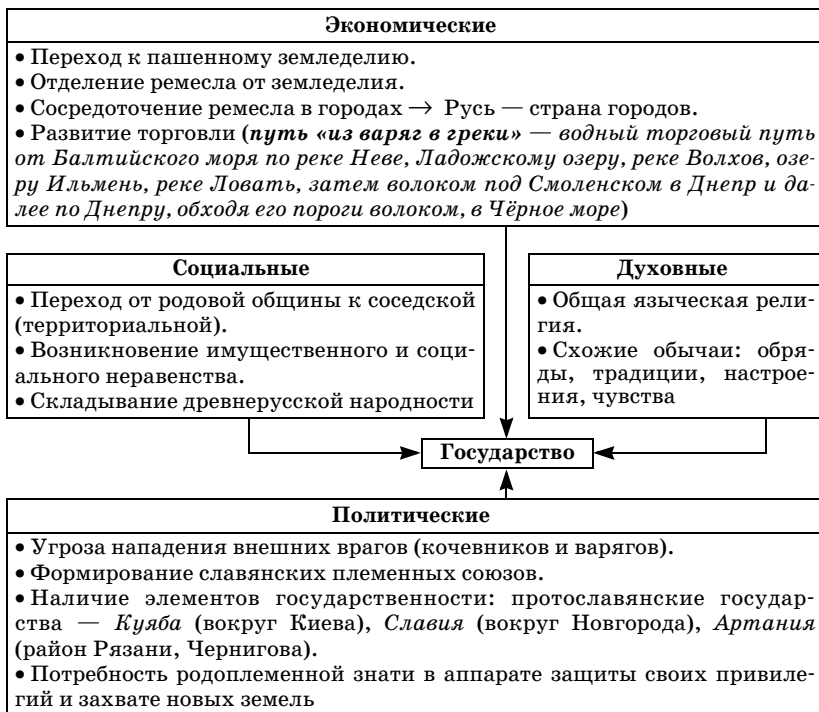 Экономические
• Переход к пашенному земледелию.
• Отделение ремесла от земледелия.
• Сосредоточение ремесла в городах → Русь — страна городов.
• Развитие торговли (путь «из варяг в греки» — водный торговый путь
от Балтийского моря по реке Неве, Ладожскому озеру, реке Волхов, озе-
ру Ильмень, реке Ловать, затем волоком под Смоленском в Днепр и да-
лее по Днепру, обходя его пороги волоком, в Чёрное море)
Социальные
• Переход от родовой общины к соседской
(территориальной).
• Возникновение имущественного и соци-
ального неравенства.
• Складывание древнерусской народности
Духовные
• Общая языческая рели-
гия.
• Схожие обычаи: обря-
ды, традиции, настрое-
ния, чувства
Государство
Политические
• Угроза нападения внешних врагов (кочевников и варягов).
• Формирование славянских племенных союзов.
• Наличие элементов государственности: протославянские государ-
ства — Куяба (вокруг Киева), Славия (вокруг Новгорода), Артания
(район Рязани, Чернигова).
• Потребность родоплеменной знати в аппарате защиты своих привиле-
гий и захвате новых земель